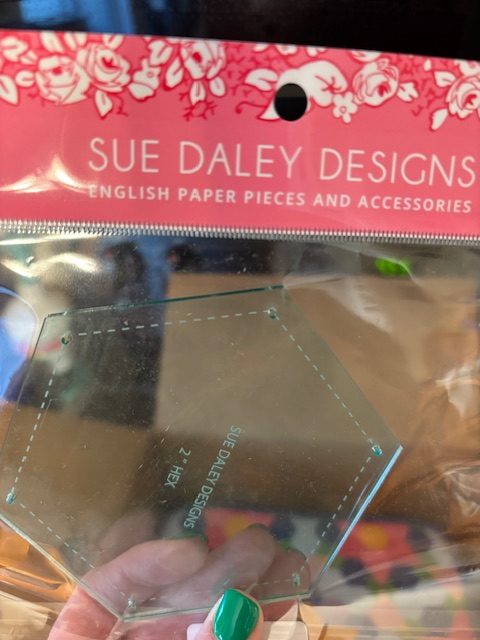 SUE DALEY DESIGNS
ENGLISH PAPER PIECES AND ACCESSORIES
SUE DALEY DESIGNS
2" HEX